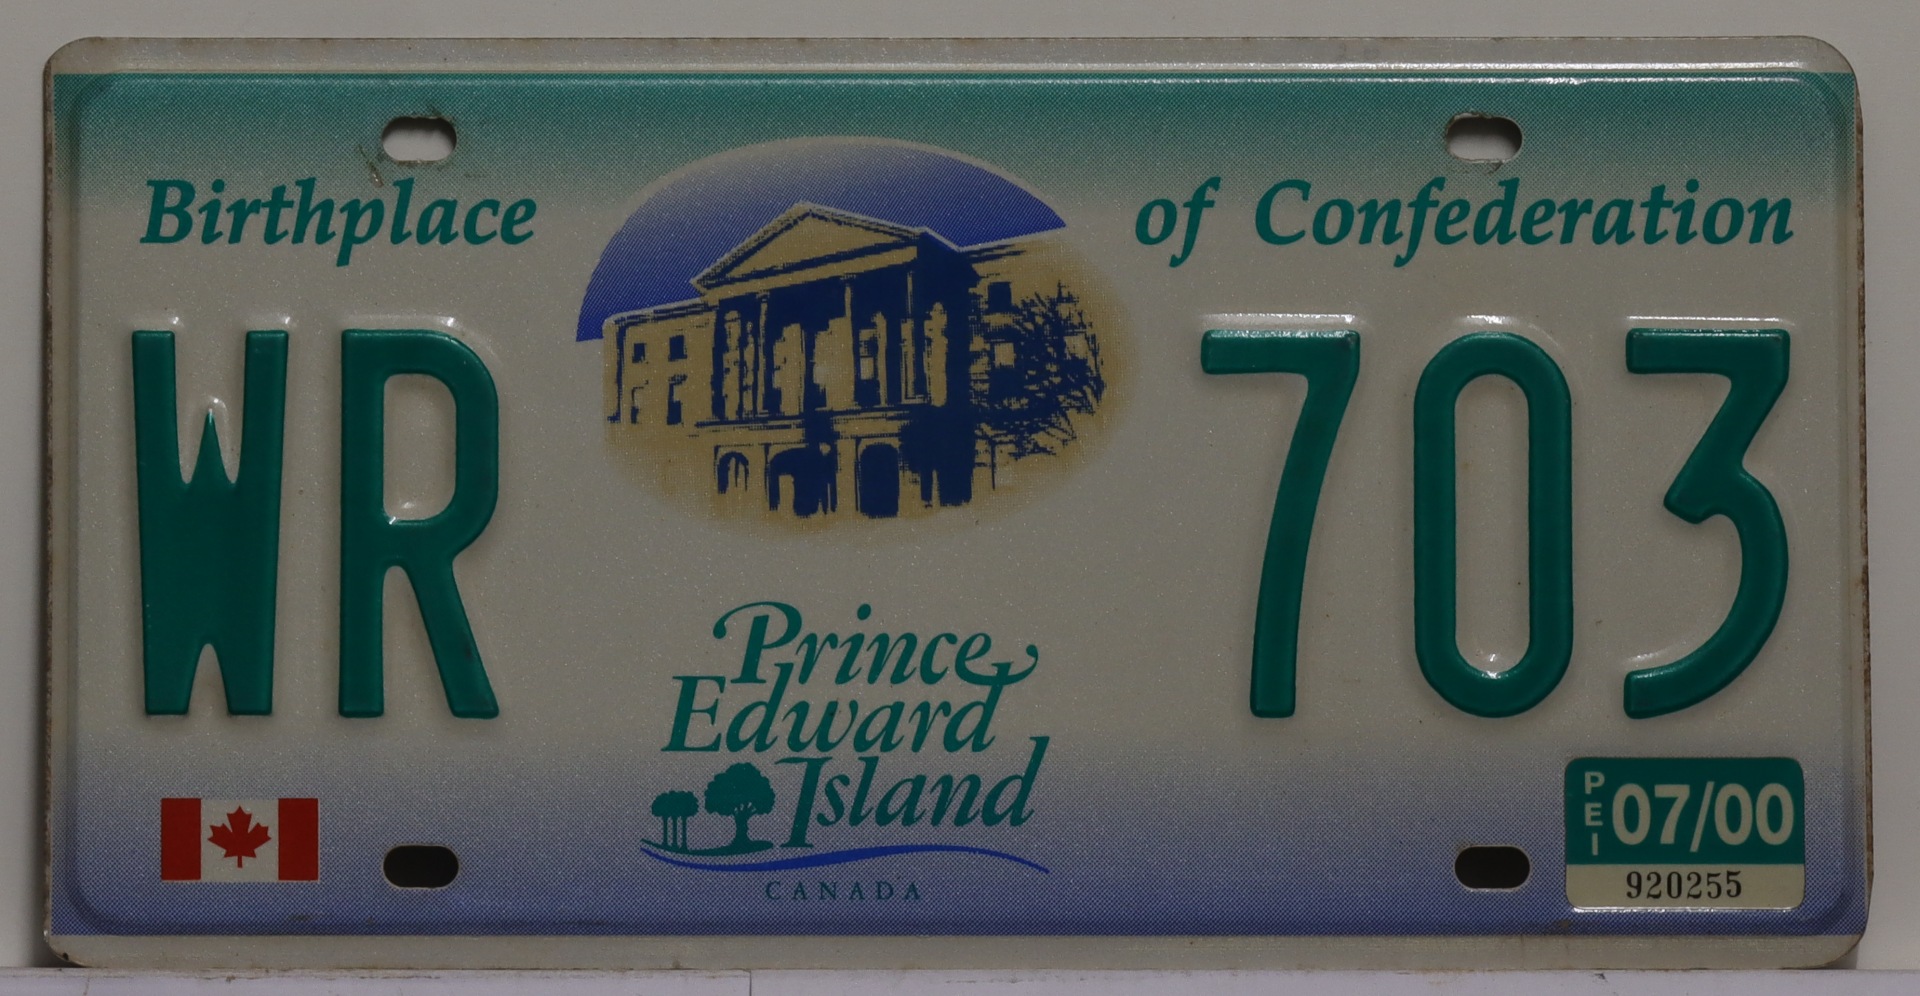 Birthplace of Confederation
WR 703
Prince
Edward
Island
CANADA
PEI 07/00
920255